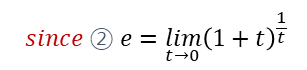 since ② e = lim_{t→0} (1 + t)^{1/t}